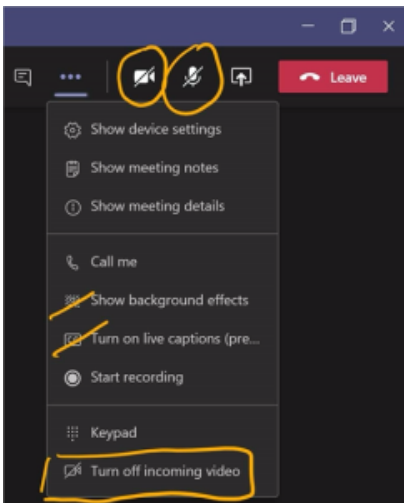 Leave
Show device settings
Show meeting notes
Show meeting details
Call me
Show background effects
Turn on live captions (pre...
Start recording
Keypad
Turn off incoming video